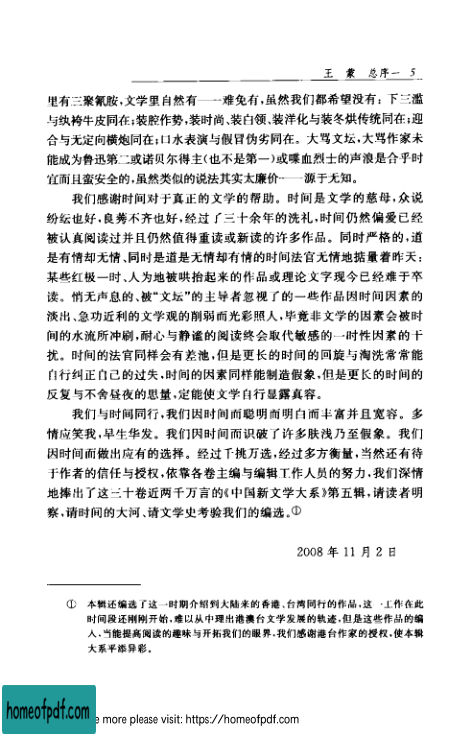 王 蒙 总序一 5
里有三聚氰胺,文学里自然有——难免有,虽然我们都希望没有: 下三滥
与纨袴牛皮同在;装腔作势,装时尚、装白领、装洋化与装冬烘传统同在;迎
合与无定向横炮同在;口水表演与假冒伪劣同在。大骂文坛,大骂作家未
能成为鲁迅第二或诺贝尔得主(也不是第一)或喋血烈士的声浪是合乎时
宜而且蛮安全的,虽然类似的说法其实太廉价——源于无知。
我们感谢时间对于真正的文学的帮助。时间是文学的慈母,众说
纷纭也好,良莠不齐也好,经过了三十余年的洗礼,时间仍然偏爱已经
被认真阅读过并且仍然值得重读或新读的许多作品。同时严格的,道
是有情却无情、同时是道是无情却有情的时间法官无情地掂量着昨天:
某些红极一时、人为地被哄抬起来的作品或理论文字现今已经难于卒
读。悄无声息的、被“文坛”的主导者忽视了的一些作品因时间因素的
淡出、急功近利的文学观的削弱而光彩照人,毕竟非文学的因素会被时
间的水流所冲刷,耐心与静谧的阅读终会取代敏感的一时性因素的干
扰。时间的法官同样会有差池,但是更长的时间的回旋与淘洗常常能
自行纠正自己的过失,时间的因素同样能制造假象,但是更长的时间的
反复与不舍昼夜的思量,定能使文学自行显露真容。
我们与时间同行,我们因时间而聪明而明白而丰富并且宽容。多
情应笑我,早生华发。我们因时间而识破了许多肤浅乃至假象。我们
因时间而做出应有的选择。经过千挑万选,经过多方衡量,当然还有待
于作者的信任与授权,依靠各卷主编与编辑工作人员的努力,我们深情
地捧出了这三十卷近两千万言的《中国新文学大系》第五辑,请读者明
察,请时间的大河、请文学史考验我们的编选。①
2008 年 11 月 2 日
① 本辑还编选了这一时期介绍到大陆来的香港、台湾同行的作品,这一工作在此
时间段还刚刚开始,难以从中理出港澳台文学发展的轨迹,但是这些作品的编
入,当能提高阅读的趣味与开拓我们的眼界,我们感谢港台作家的授权,使本辑
大系平添异彩。
homeofpdf.com
e more please visit: https://homeofpdf.com